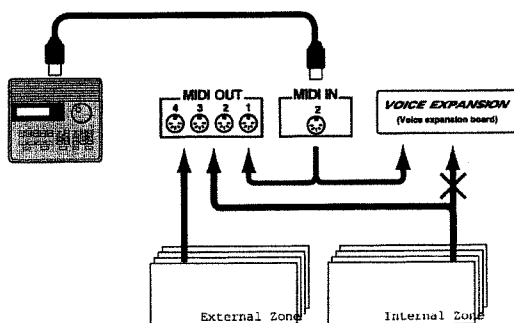 MIDI OUT
4 3 2 1
MIDI IN
2
VOICE EXPANSION
(Voice expansion board)
External Zone
Internal Zone